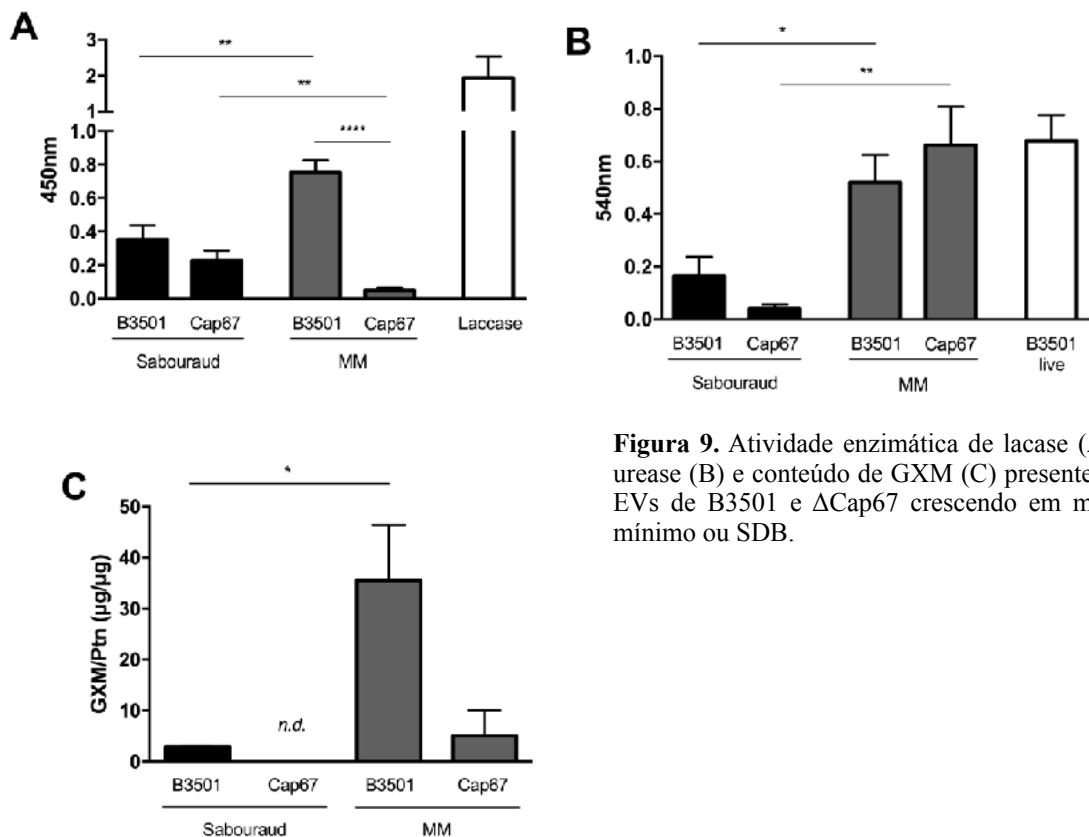 A
**
**
****
3
2
1
1.0
0.8
0.6
0.4
0.2
0.0
450nm
B3501 Cap67 B3501 Cap67 Laccase
Sabouraud MM
B
*
**
1.0
0.8
0.6
0.4
0.2
0.0
540nm
B3501 Cap67 B3501 Cap67 B3501
live
Sabouraud MM
Figura 9. Atividade enzimática de lacase
urease (B) e conteúdo de GXM (C)
EVs de B3501 e ΔCap67 crescendo em
mínimo ou SDB.
C
*
50
40
30
20
10
0
GXM/Ptn (µg/µg)
n.d.
B3501 Cap67 B3501 Cap67
Sabouraud MM